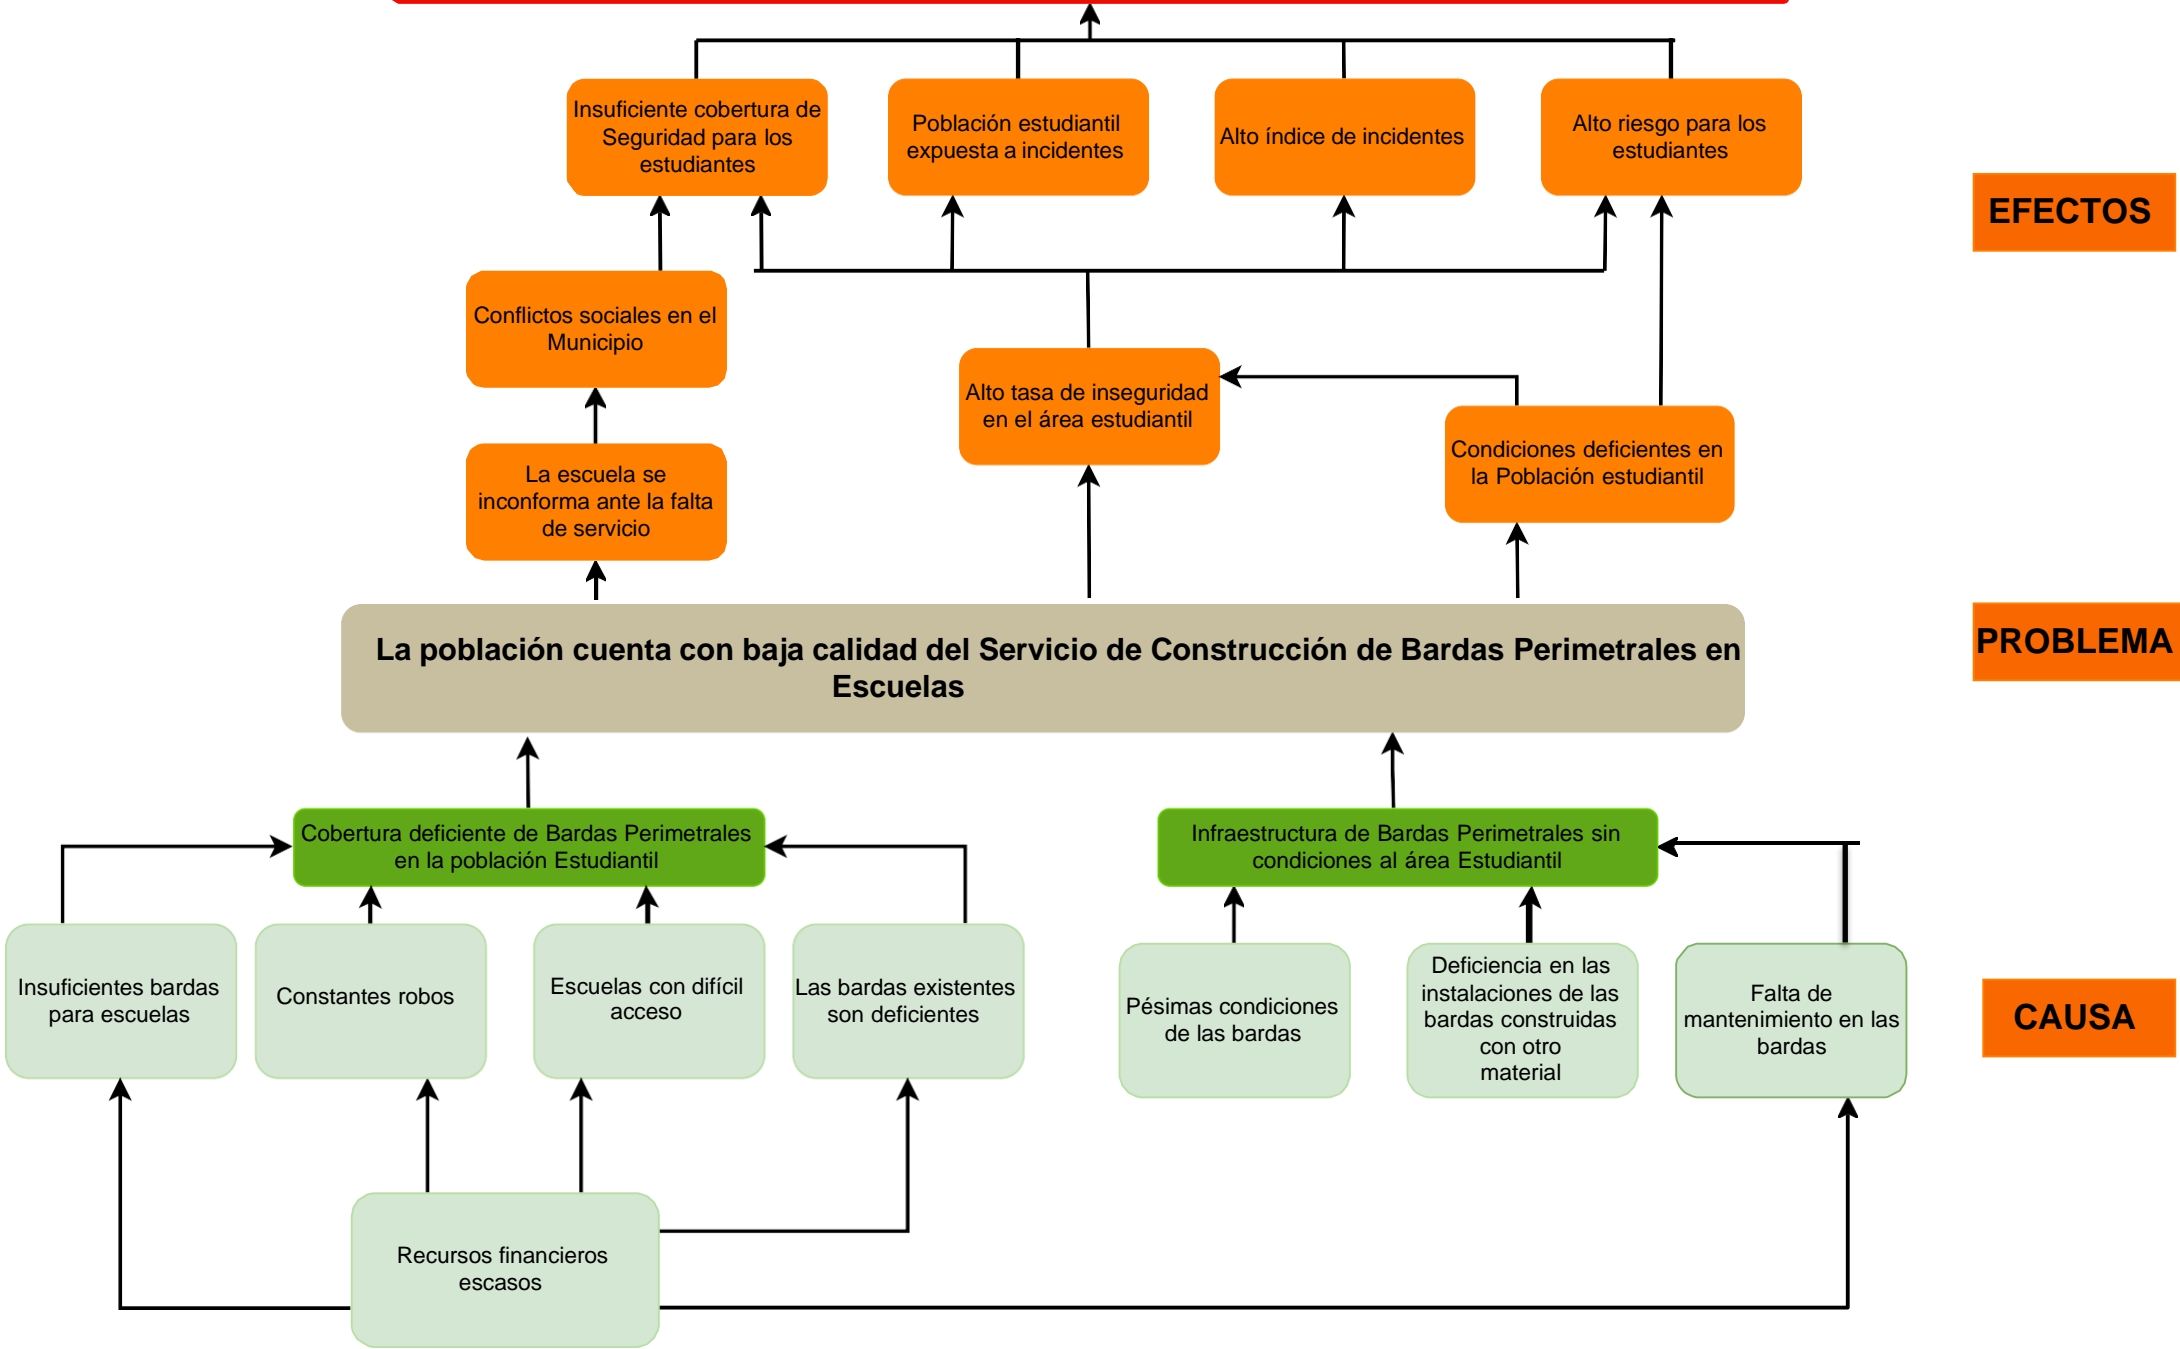 Insuficiente cobertura de
Seguridad para los
estudiantes
Población estudiantil
expuesta a incidentes
Alto índice de incidentes
Alto riesgo para los
estudiantes
EFECTOS
Conflictos sociales en el
Municipio
Alto tasa de inseguridad
en el área estudiantil
Condiciones deficientes en
la Población estudiantil
La escuela se
inconforma ante la falta
de servicio
La población cuenta con baja calidad del Servicio de Construcción de Bardas Perimetrales en
Escuelas
PROBLEMA
Cobertura deficiente de Bardas Perimetrales
en la población Estudiantil
Infraestructura de Bardas Perimetrales sin
condiciones al área Estudiantil
Insuficientes bardas
para escuelas
Constantes robos
Escuelas con difícil
acceso
Las bardas existentes
son deficientes
Pésimas condiciones
de las bardas
Deficiencia en las
instalaciones de las
bardas construidas
con otro
material
Falta de
mantenimiento en las
bardas
CAUSA
Recursos financieros
escasos